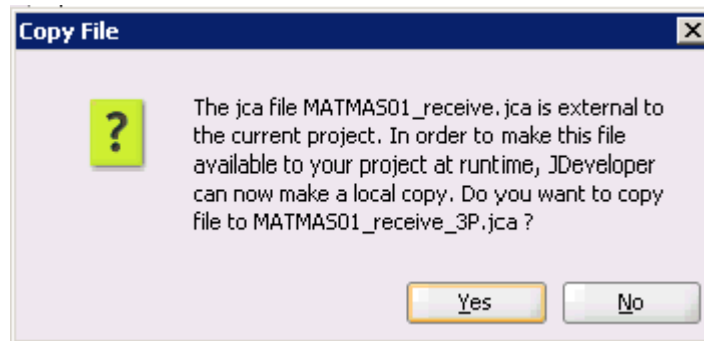 Copy File
The jca file MATMAS01_receive.jca is external to
the current project. In order to make this file
available to your project at runtime, JDeveloper
can now make a local copy. Do you want to copy
file to MATMAS01_receive_3P.jca ?
Yes No